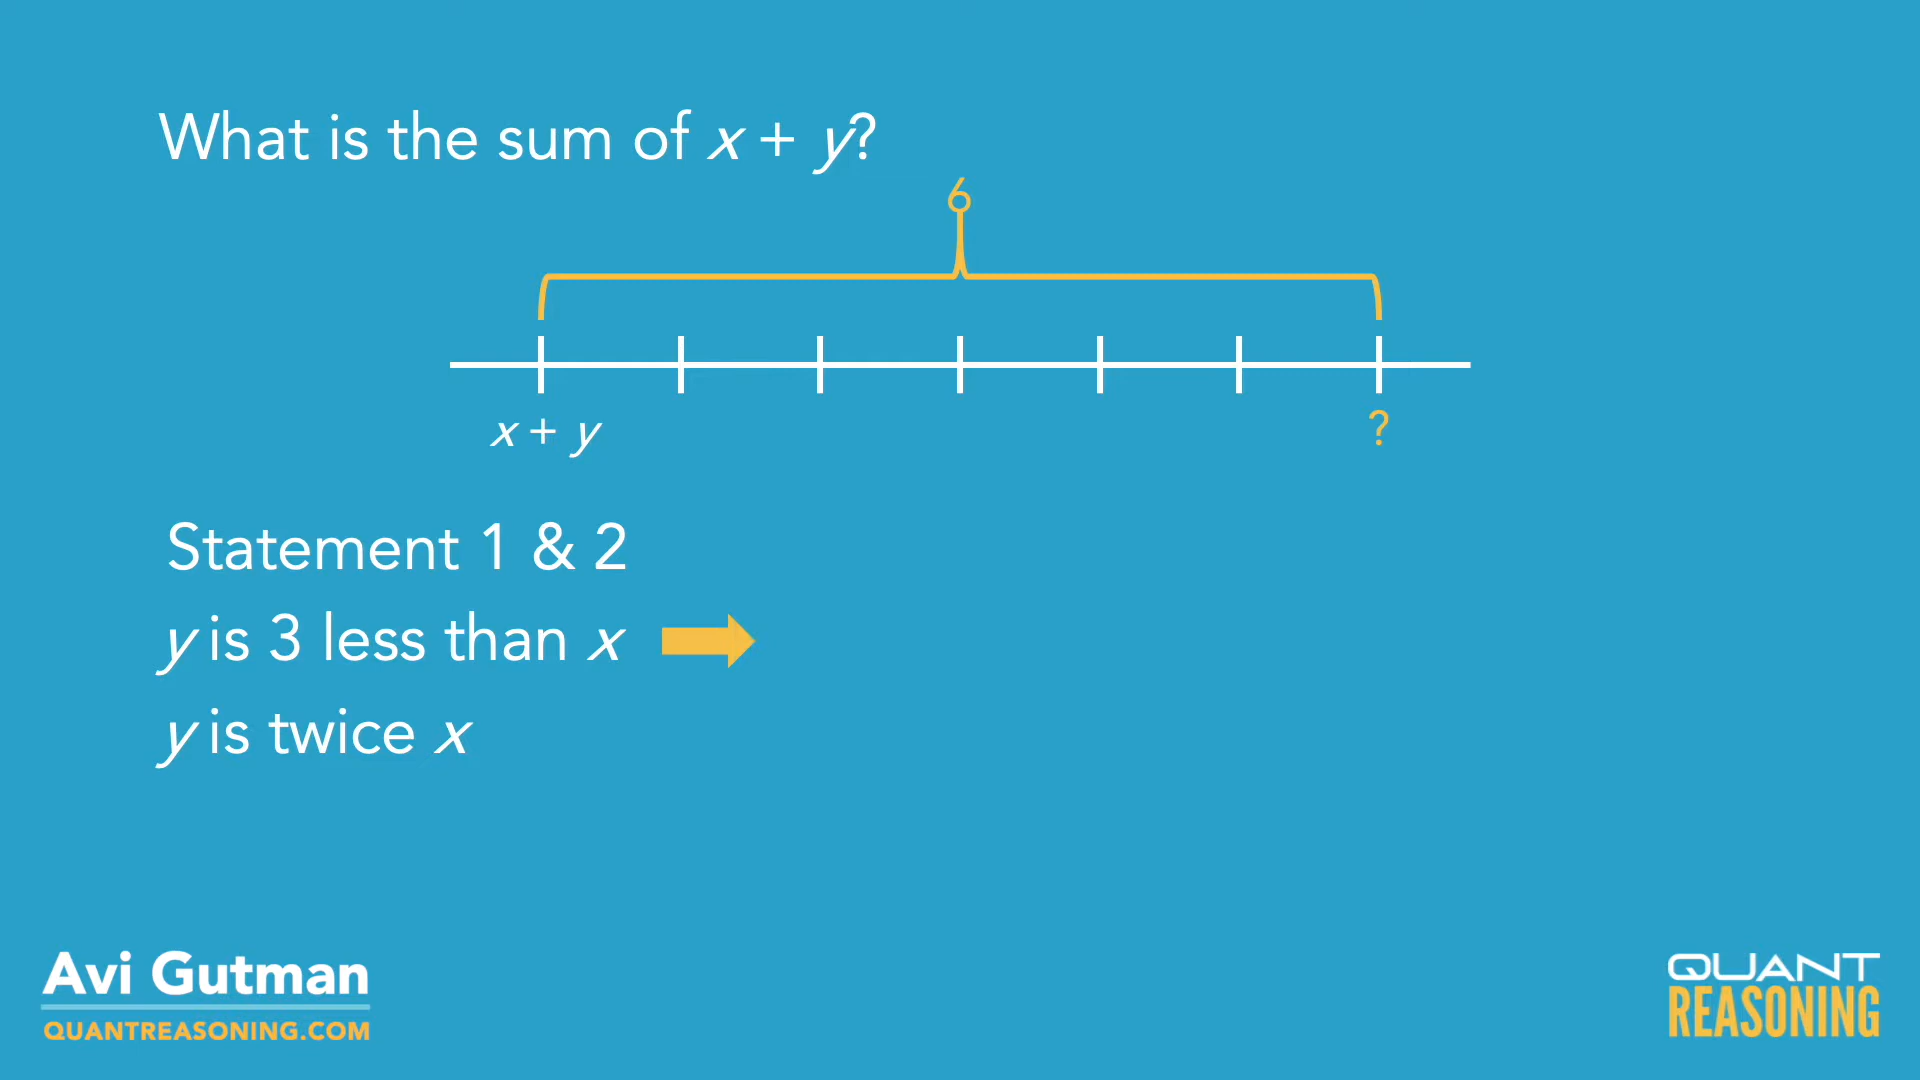 What is the sum of x + y?
6
x + y
?
Statement 1 & 2
y is 3 less than x
y is twice x
Avi Gutman
QUANTREASONING.COM
QUANT
REASONING